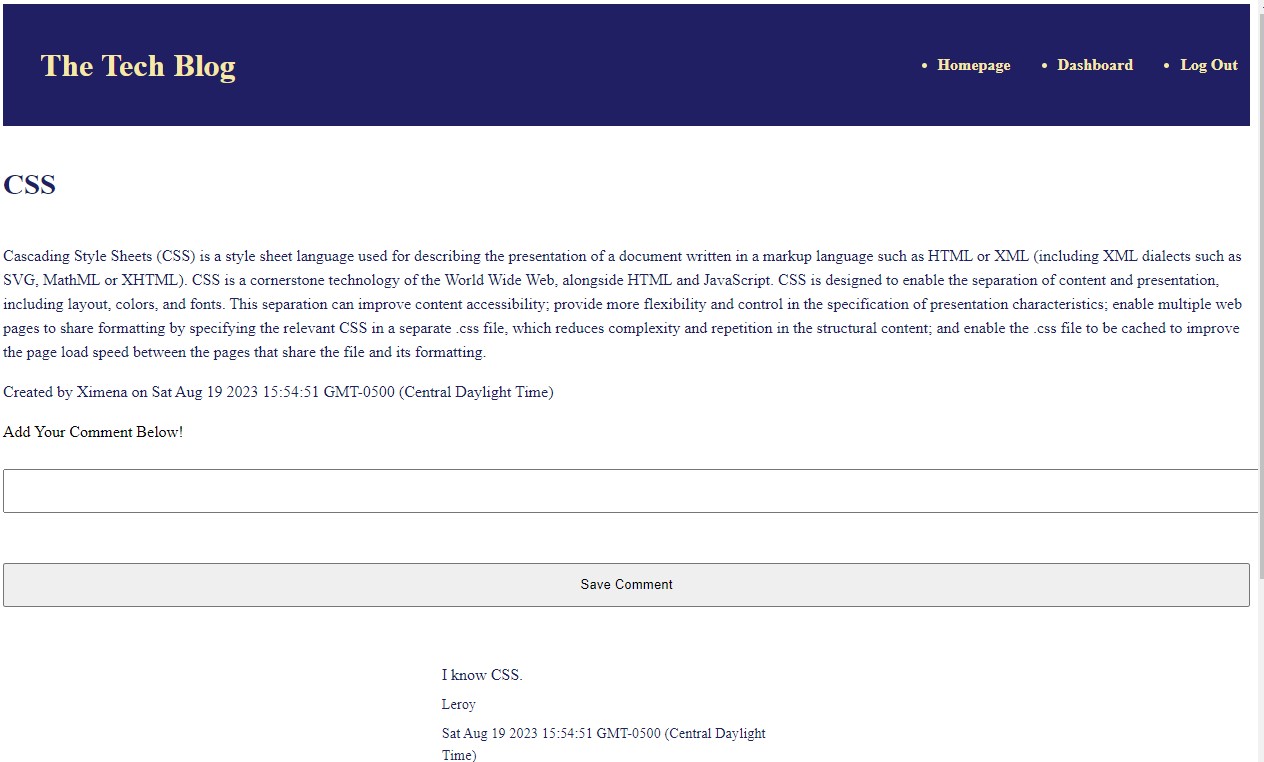 The Tech Blog
Homepage
Dashboard
Log Out
CSS
Cascading Style Sheets (CSS) is a style sheet language used for describing the presentation of a document written in a markup language such as HTML or XML (including XML dialects such as
SVG, MathML or XHTML). CSS is a cornerstone technology of the World Wide Web, alongside HTML and JavaScript. CSS is designed to enable the separation of content and presentation,
including layout, colors, and fonts. This separation can improve content accessibility; provide more flexibility and control in the specification of presentation characteristics; enable multiple web
pages to share formatting by specifying the relevant CSS in a separate .css file, which reduces complexity and repetition in the structural content; and enable the .css file to be cached to improve
the page load speed between the pages that share the file and its formatting.
Created by Ximena on Sat Aug 19 2023 15:54:51 GMT-0500 (Central Daylight Time)
Add Your Comment Below!
Save Comment
I know CSS.
Leroy
Sat Aug 19 2023 15:54:51 GMT-0500 (Central Daylight
Time)